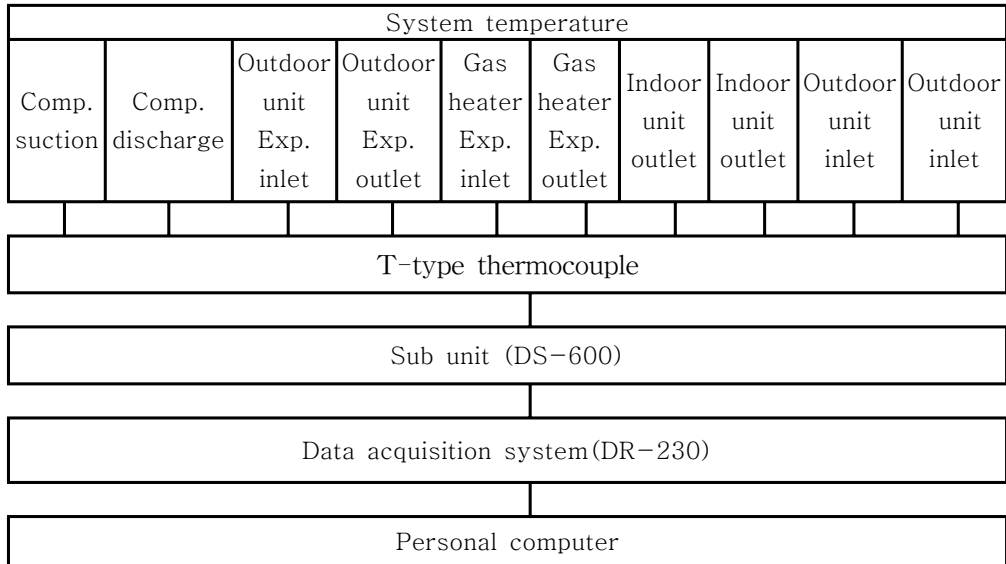 System temperature
Comp.
suction
Comp.
discharge
Outdoor
unit
Exp.
inlet
Outdoor
unit
Exp.
outlet
Gas
heater
Exp.
inlet
Gas
heater
Exp.
outlet
Indoor
unit
outlet
Indoor
unit
outlet
Outdoor
unit
inlet
Outdoor
unit
inlet
T-type thermocouple
Sub unit (DS-600)
Data acquisition system(DR-230)
Personal computer